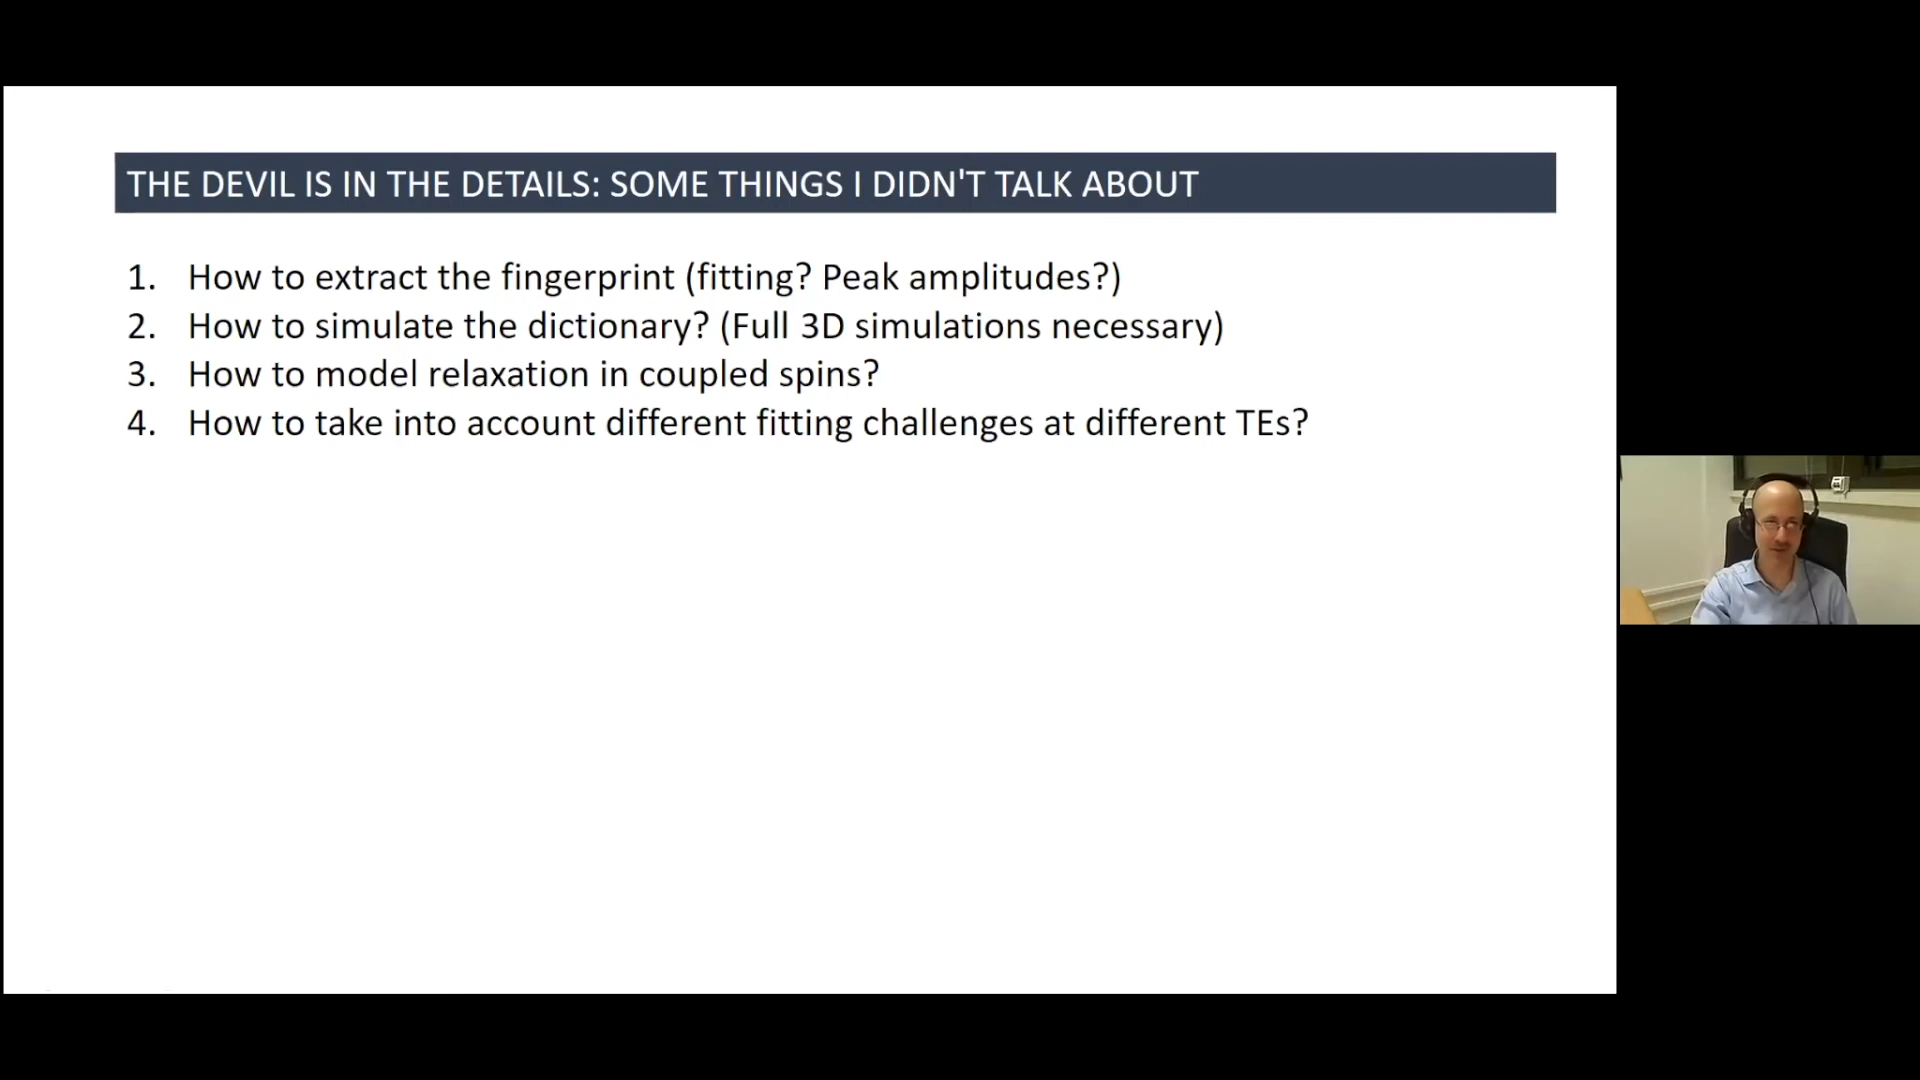 THE DEVIL IS IN THE DETAILS: SOME THINGS I DIDN'T TALK ABOUT
1. How to extract the fingerprint (fitting? Peak amplitudes?)
2. How to simulate the dictionary? (Full 3D simulations necessary)
3. How to model relaxation in coupled spins?
4. How to take into account different fitting challenges at different TEs?